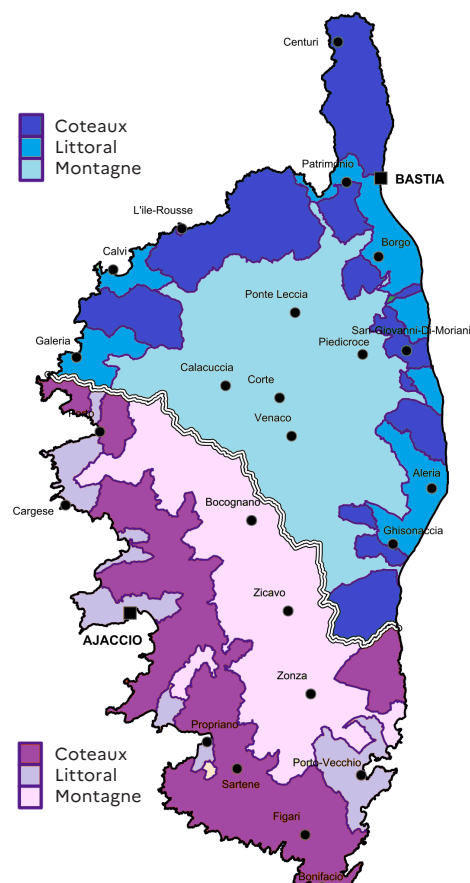 Centuri
Coteaux
Littoral
Montagne
Patrimonio
BASTIA
L'ile-Rousse
Borgo
Calvi
Ponte Leccia
San-Giovanni-Di-Moriani
Galeria
Piedicroce
Calacuccia
Corte
Porto
Venaco
Aleria
Bocognano
Cargese
Ghisonaccia
Zicavo
AJACCIO
Zonza
Propriano
Coteaux
Littoral
Montagne
Porto-Vecchio
Sartene
Figari
Bonifacio